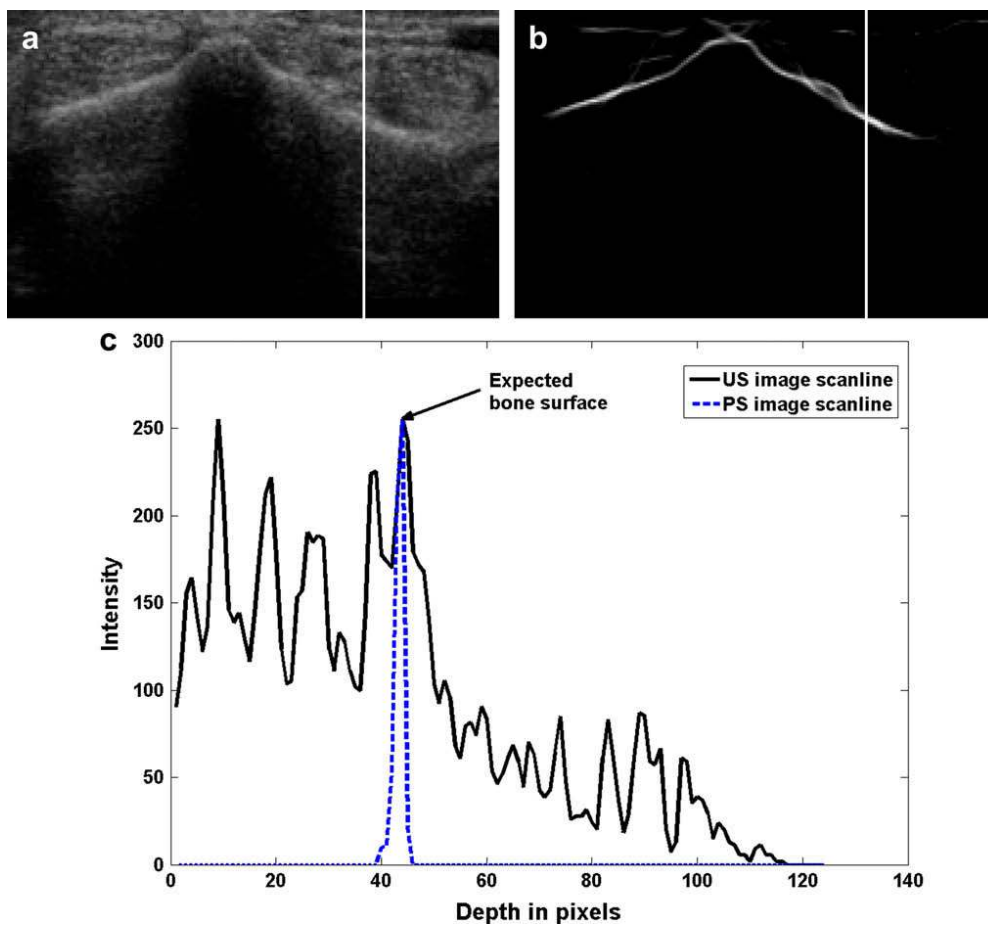 a
b
c
300
250
200
150
100
50
0
Intensity
Expected
bone surface
US image scanline
PS image scanline
0
20
40
60
80
100
120
140
Depth in pixels